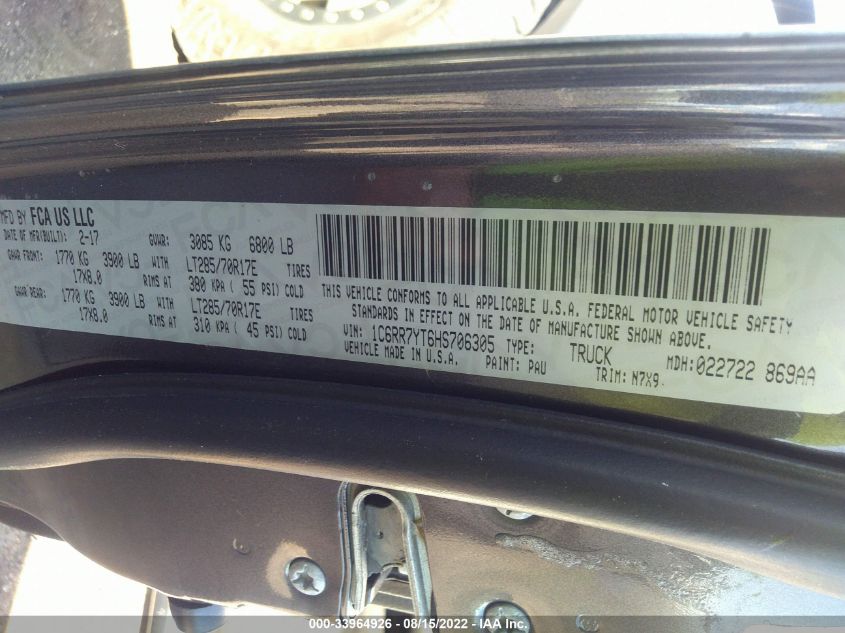 MFD BY FCA US LLC
DATE OF MFR(BUILT): 2-17 GVWR: 3085 KG 6800 LB
GAWR FRONT: 1770 KG 3900 LB WITH LT285/70R17E TIRES
17X8.0 RIMS AT 380 KPA ( 55 PSI) COLD
GAWR REAR: 1770 KG 3900 LB WITH LT285/70R17E TIRES
17X8.0 RIMS AT 310 KPA ( 45 PSI) COLD
THIS VEHICLE CONFORMS TO ALL APPLICABLE U.S.A. FEDERAL MOTOR VEHICLE SAFETY
STANDARDS IN EFFECT ON THE DATE OF MANUFACTURE SHOWN ABOVE.
VIN: 1C6RR7YT6HS706305 TYPE: TRUCK MDH:022722 869AA
VEHICLE MADE IN U.S.A. PAINT: PAU TRIM: N7X9
000-33964926 - 08/15/2022 - IAA Inc.